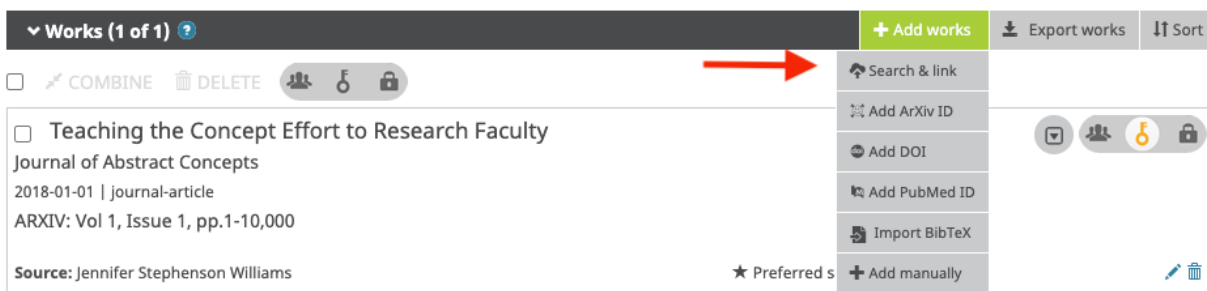 Works (1 of 1) ?
+ Add works
Export works
Sort
COMBINE
DELETE
Search & link
Add ArXiv ID
Add DOI
Add PubMed ID
Import BibTeX
Add manually
Teaching the Concept Effort to Research Faculty
Journal of Abstract Concepts
2018-01-01 | journal-article
ARXIV: Vol 1, Issue 1, pp.1-10,000
Source: Jennifer Stephenson Williams
★ Preferred s